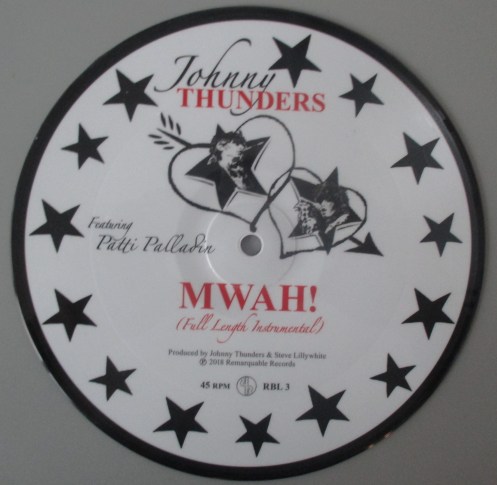 Johnny
THUNDERS
Featuring
Patti Palladin
MWAH!
(Full Length Instrumental)
Produced by Johnny Thunders & Steve Lillywhite
℗ 2018 Remarquable Records
45 RPM RBL 3